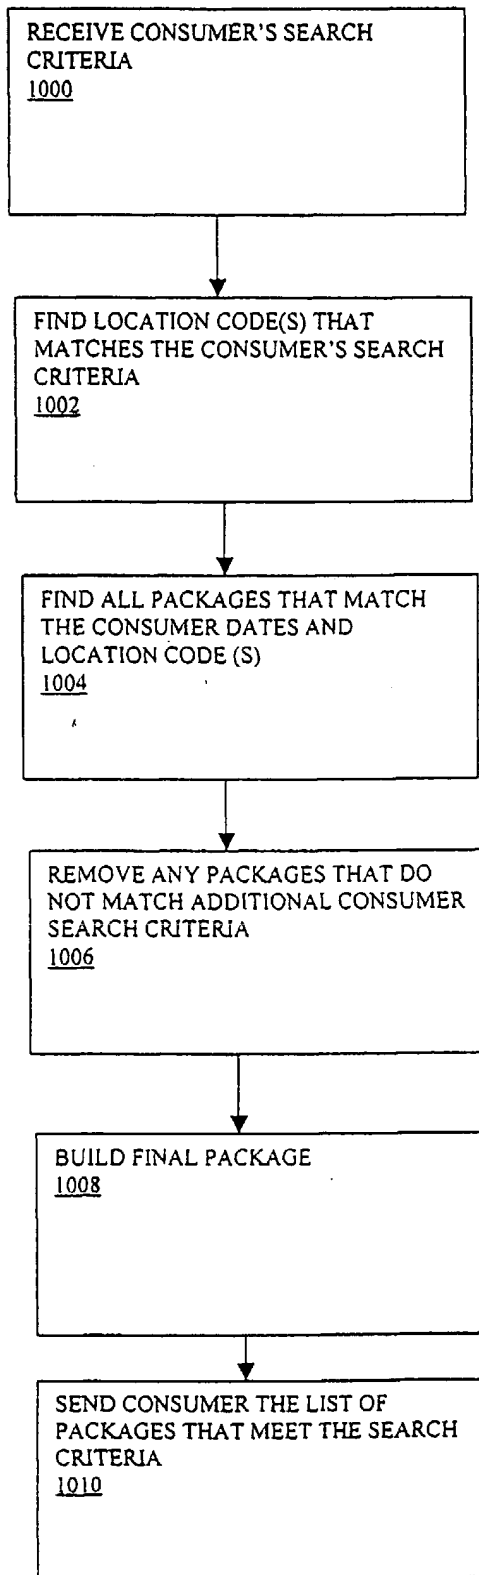 RECEIVE CONSUMER'S SEARCH
CRITERIA
1000
FIND LOCATION CODE(S) THAT
MATCHES THE CONSUMER'S SEARCH
CRITERIA
1002
FIND ALL PACKAGES THAT MATCH
THE CONSUMER DATES AND
LOCATION CODE (S)
1004
REMOVE ANY PACKAGES THAT DO
NOT MATCH ADDITIONAL CONSUMER
SEARCH CRITERIA
1006
BUILD FINAL PACKAGE
1008
SEND CONSUMER THE LIST OF
PACKAGES THAT MEET THE SEARCH
CRITERIA
1010